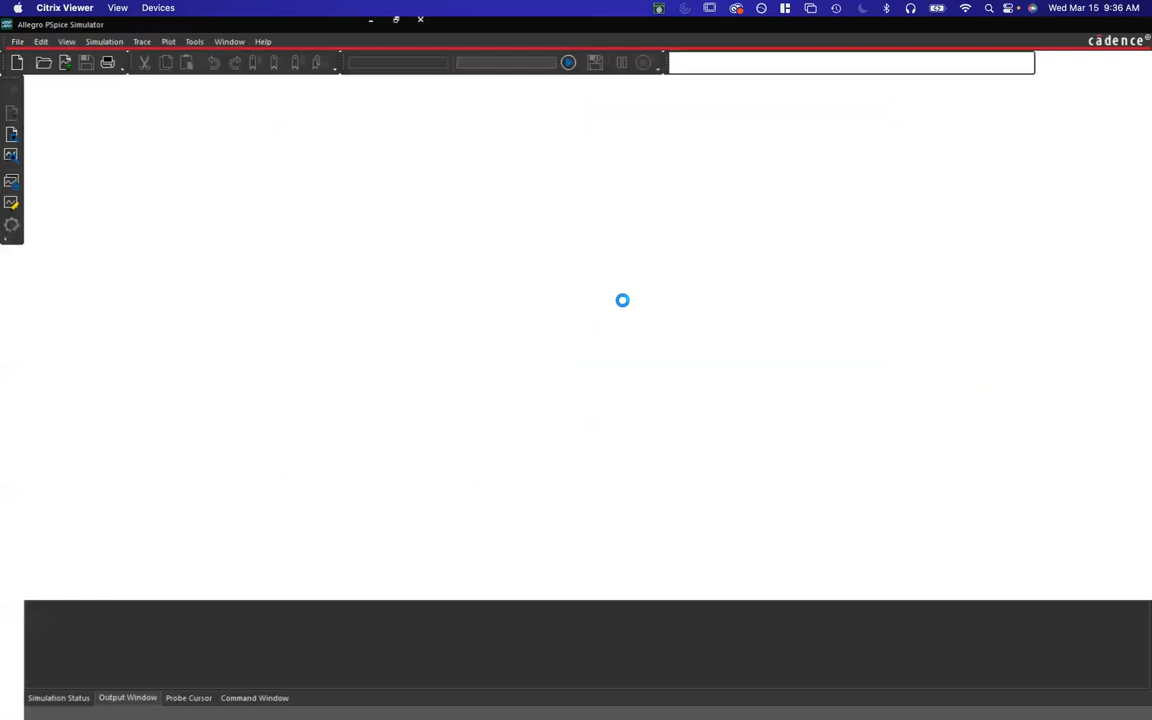 Citrix Viewer View Devices Wed Mar 15 9:36 AM
Allegro PSpice Simulator
File Edit View Simulation Trace Plot Tools Window Help cādence®
Simulation Status Output Window Probe Cursor Command Window